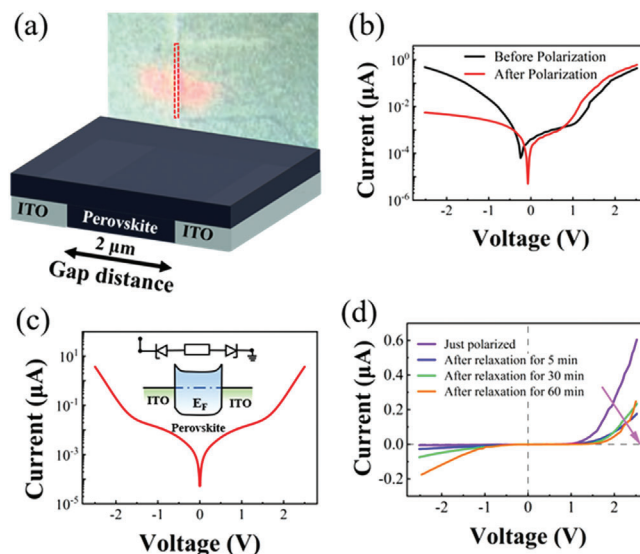 (a)
ITO
Perovskite
ITO
2 μm
Gap distance
(b)
Current (μA)
10⁰
10⁻²
10⁻⁴
10⁻⁶
Before Polarization
After Polarization
-2 -1 0 1 2
Voltage (V)
(c)
Current (μA)
10¹
10⁻¹
10⁻³
10⁻⁵
ITO
E_F
ITO
Perovskite
-2 -1 0 1 2
Voltage (V)
(d)
Current (μA)
0.6
0.4
0.2
0.0
-0.2
Just polarized
After relaxation for 5 min
After relaxation for 30 min
After relaxation for 60 min
-2 -1 0 1 2
Voltage (V)